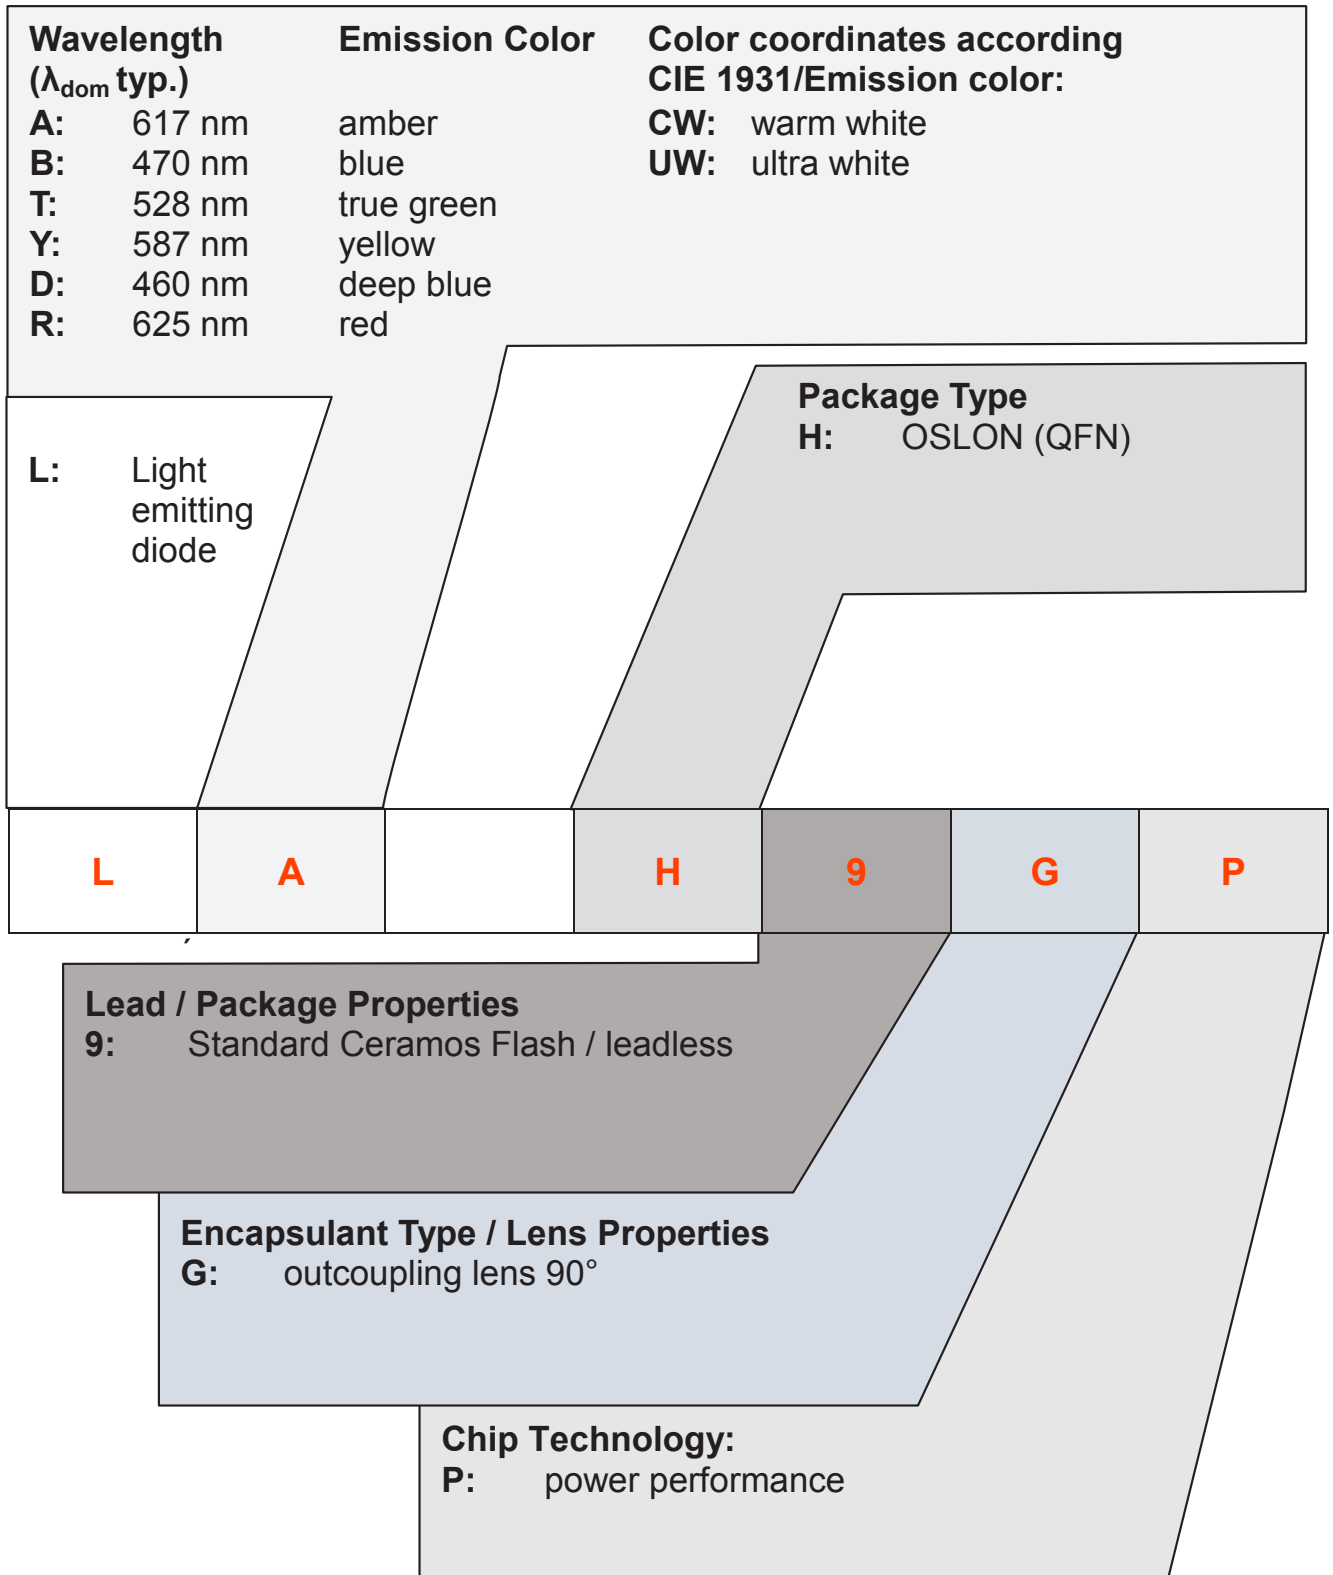 Wavelength Emission Color Color coordinates according
(λdom typ.) CIE 1931/Emission color:
A: 617 nm amber CW: warm white
B: 470 nm blue UW: ultra white
T: 528 nm true green
Y: 587 nm yellow
D: 460 nm deep blue
R: 625 nm red
Package Type
H: OSLON (QFN)
L: Light
emitting
diode
L A H 9 G P
Lead / Package Properties
9: Standard Ceramos Flash / leadless
Encapsulant Type / Lens Properties
G: outcoupling lens 90°
Chip Technology:
P: power performance